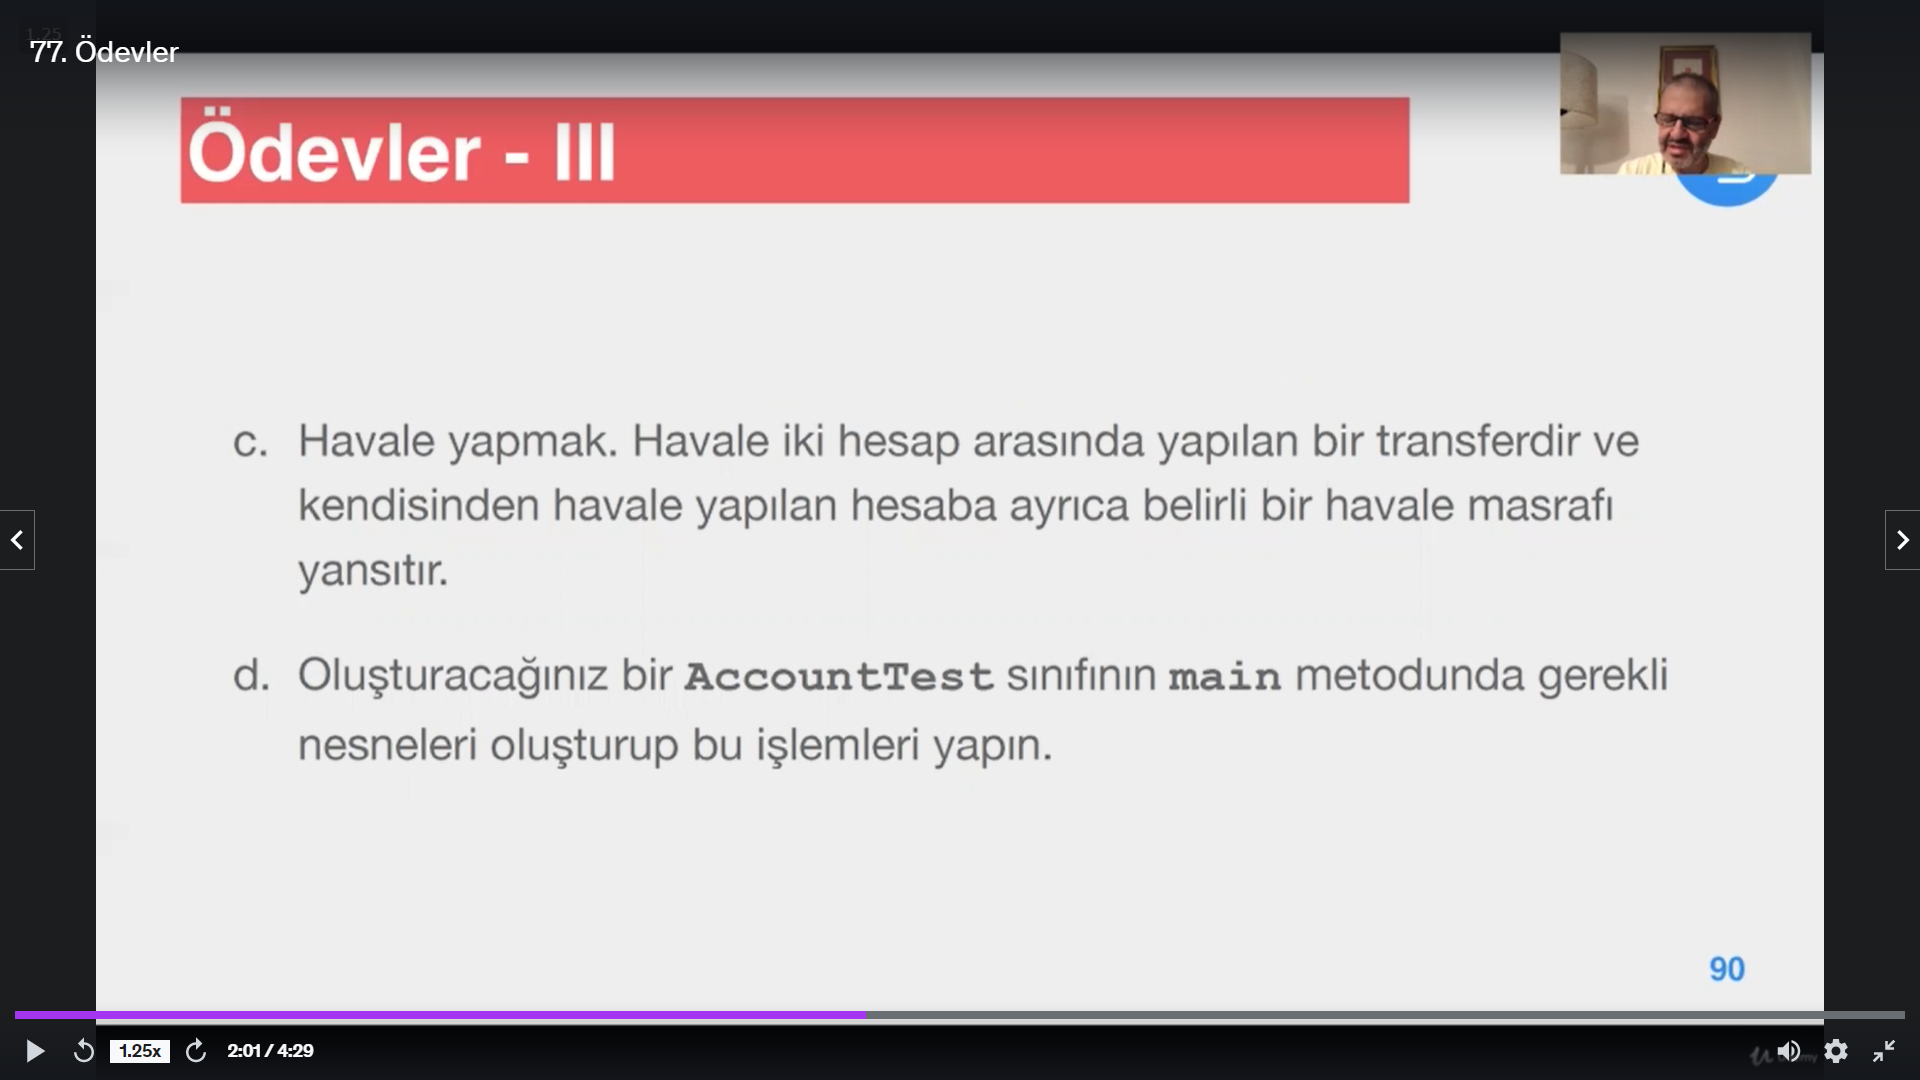 1.25
77. Ödevler
Ödevler - III
c. Havale yapmak. Havale iki hesap arasında yapılan bir transferdir ve
kendisinden havale yapılan hesaba ayrıca belirli bir havale masrafı
yansıtır.
d. Oluşturacağınız bir AccountTest sınıfının main metodunda gerekli
nesneleri oluşturup bu işlemleri yapın.
90
1.25x
2:01 / 4:29